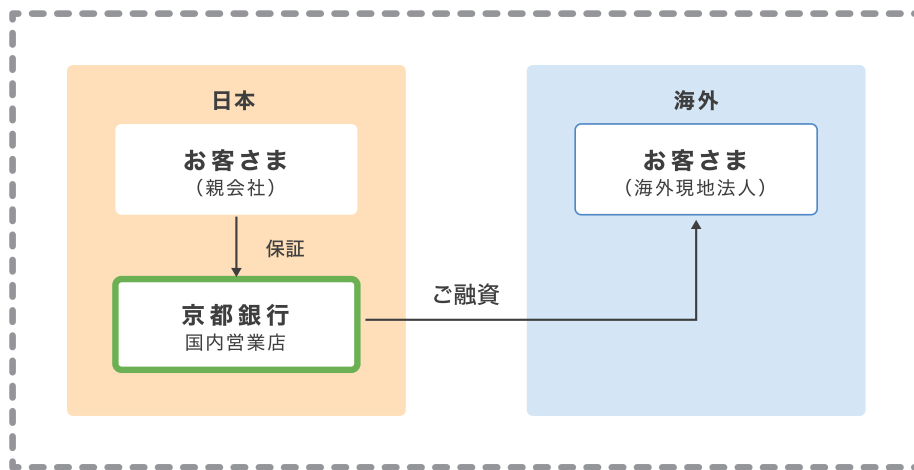 日本
お客さま
（親会社）
保証
京都銀行
国内営業店
ご融資
海外
お客さま
（海外現地法人）